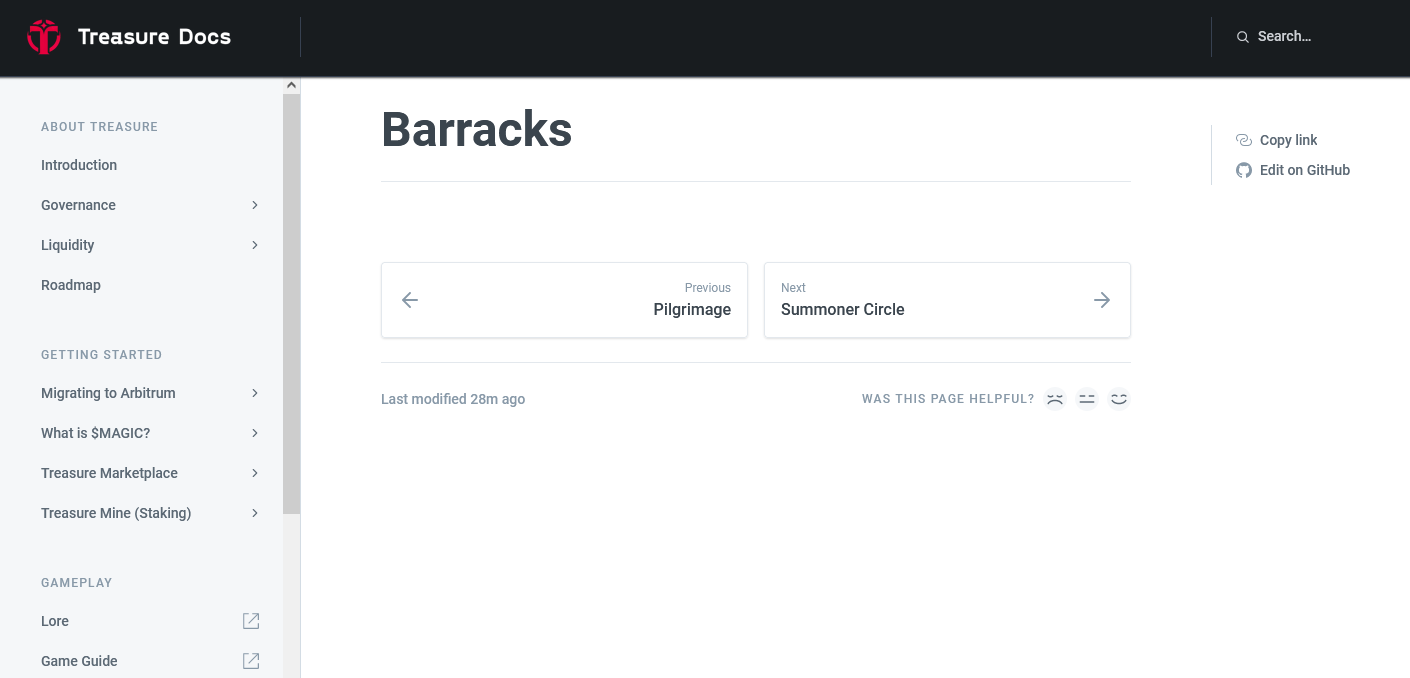 Treasure Docs
Search...
ABOUT TREASURE
Introduction
Governance
Liquidity
Roadmap
GETTING STARTED
Migrating to Arbitrum
What is $MAGIC?
Treasure Marketplace
Treasure Mine (Staking)
GAMEPLAY
Lore
Game Guide
Barracks
Previous
Pilgrimage
Next
Summoner Circle
Last modified 28m ago
WAS THIS PAGE HELPFUL?
Copy link
Edit on GitHub